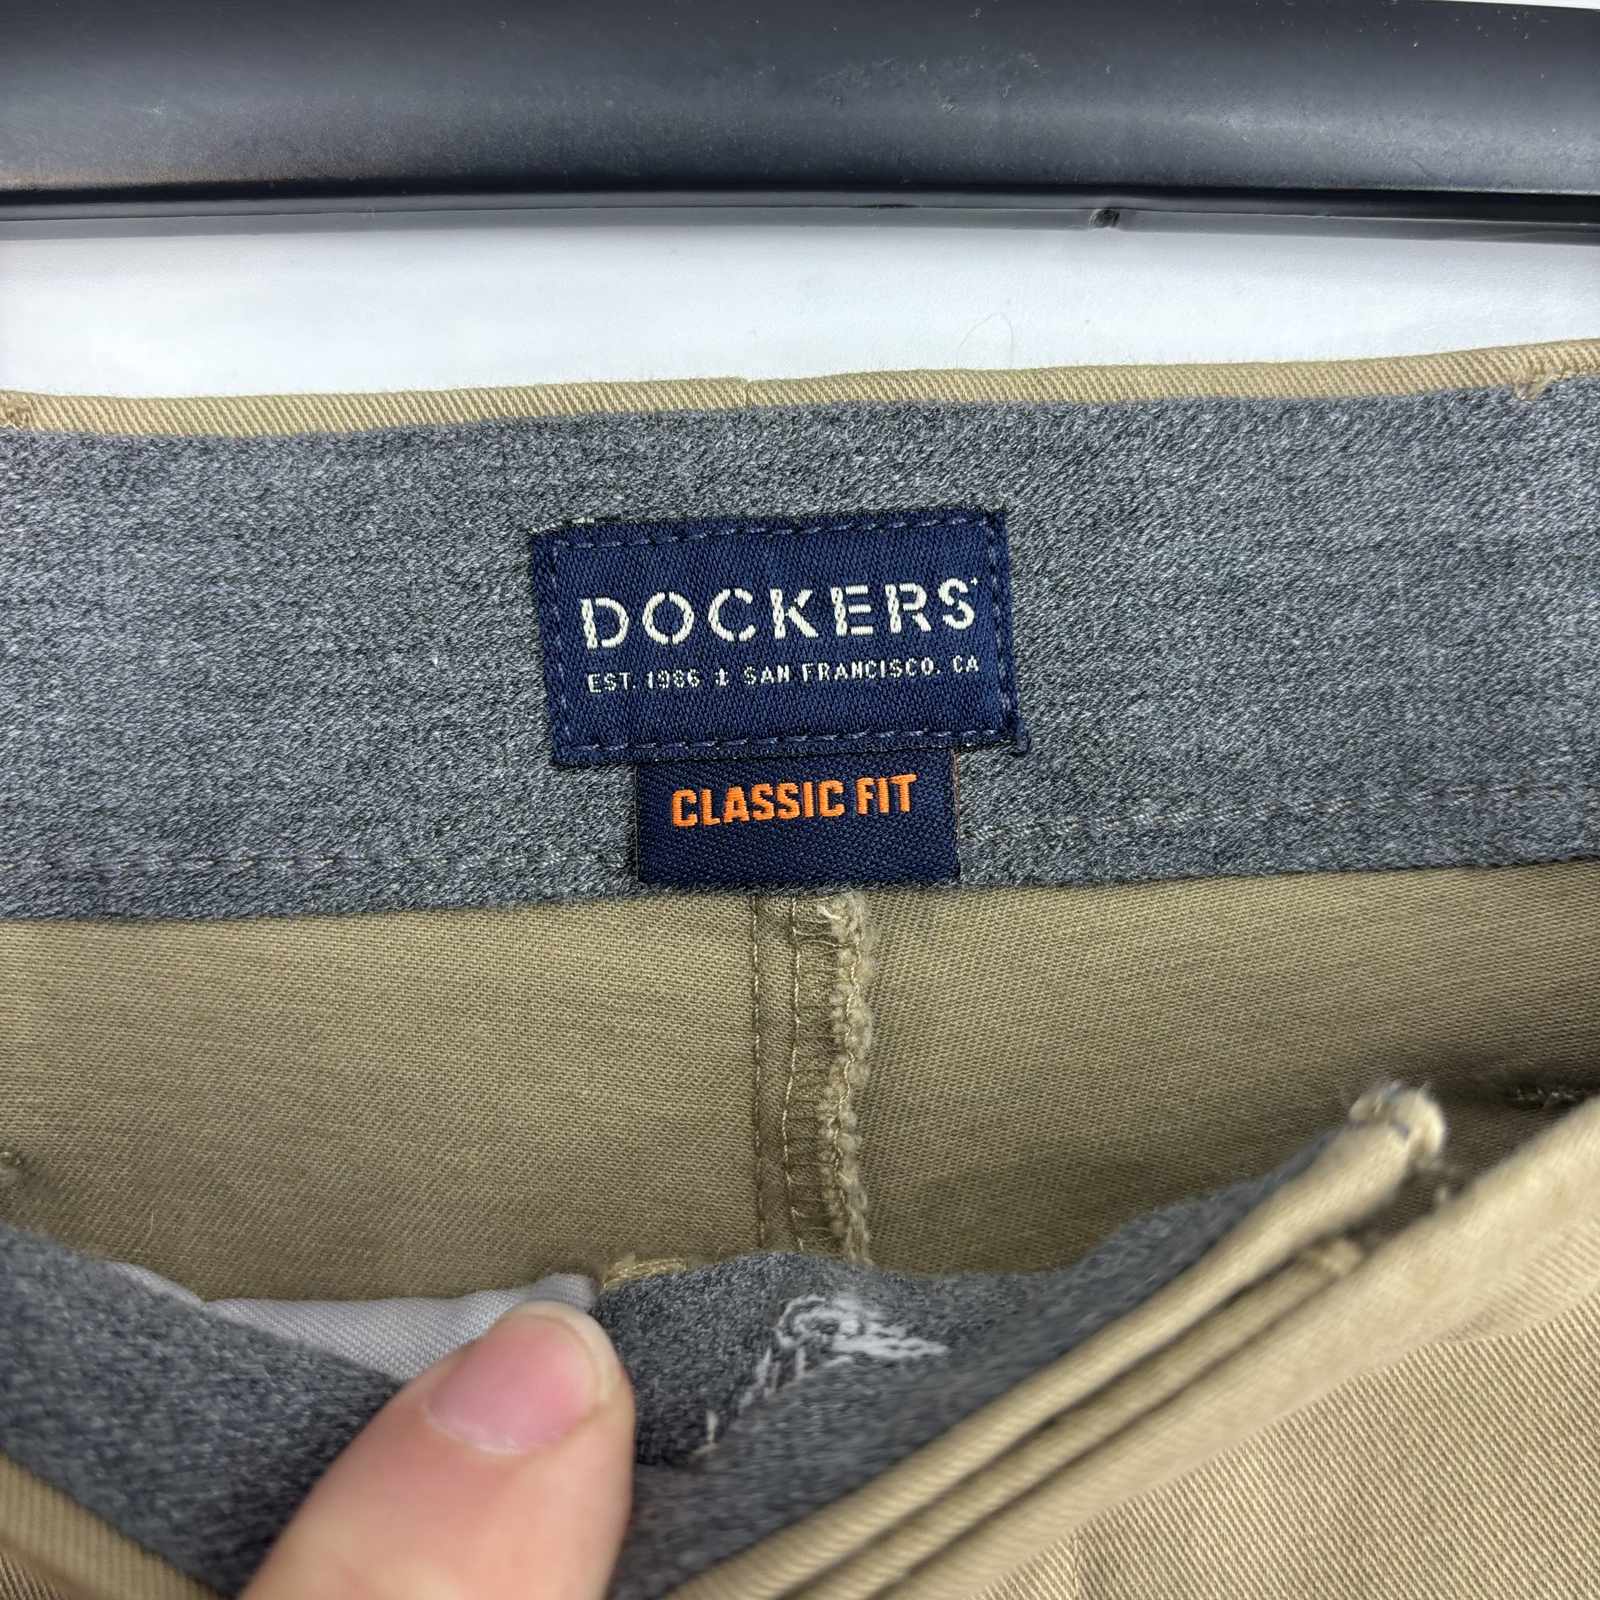 DOCKERS
EST. 1986 ⚓ SAN FRANCISCO, CA
CLASSIC FIT